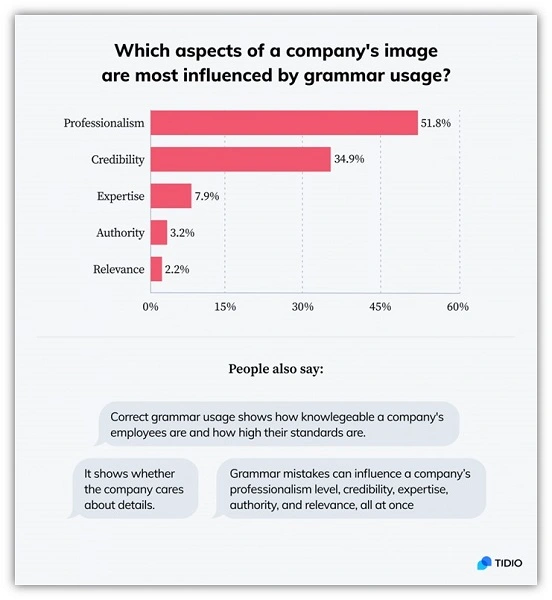 Which aspects of a company's image
are most influenced by grammar usage?
Professionalism
51.8%
Credibility
34.9%
Expertise
7.9%
Authority
3.2%
Relevance
2.2%
0%
15%
30%
45%
60%
People also say:
Correct grammar usage shows how knowlegeable a company's
employees are and how high their standards are.
It shows whether
the company cares
about details.
Grammar mistakes can influence a company's
professionalism level, credibility, expertise,
authority, and relevance, all at once
TIDIO